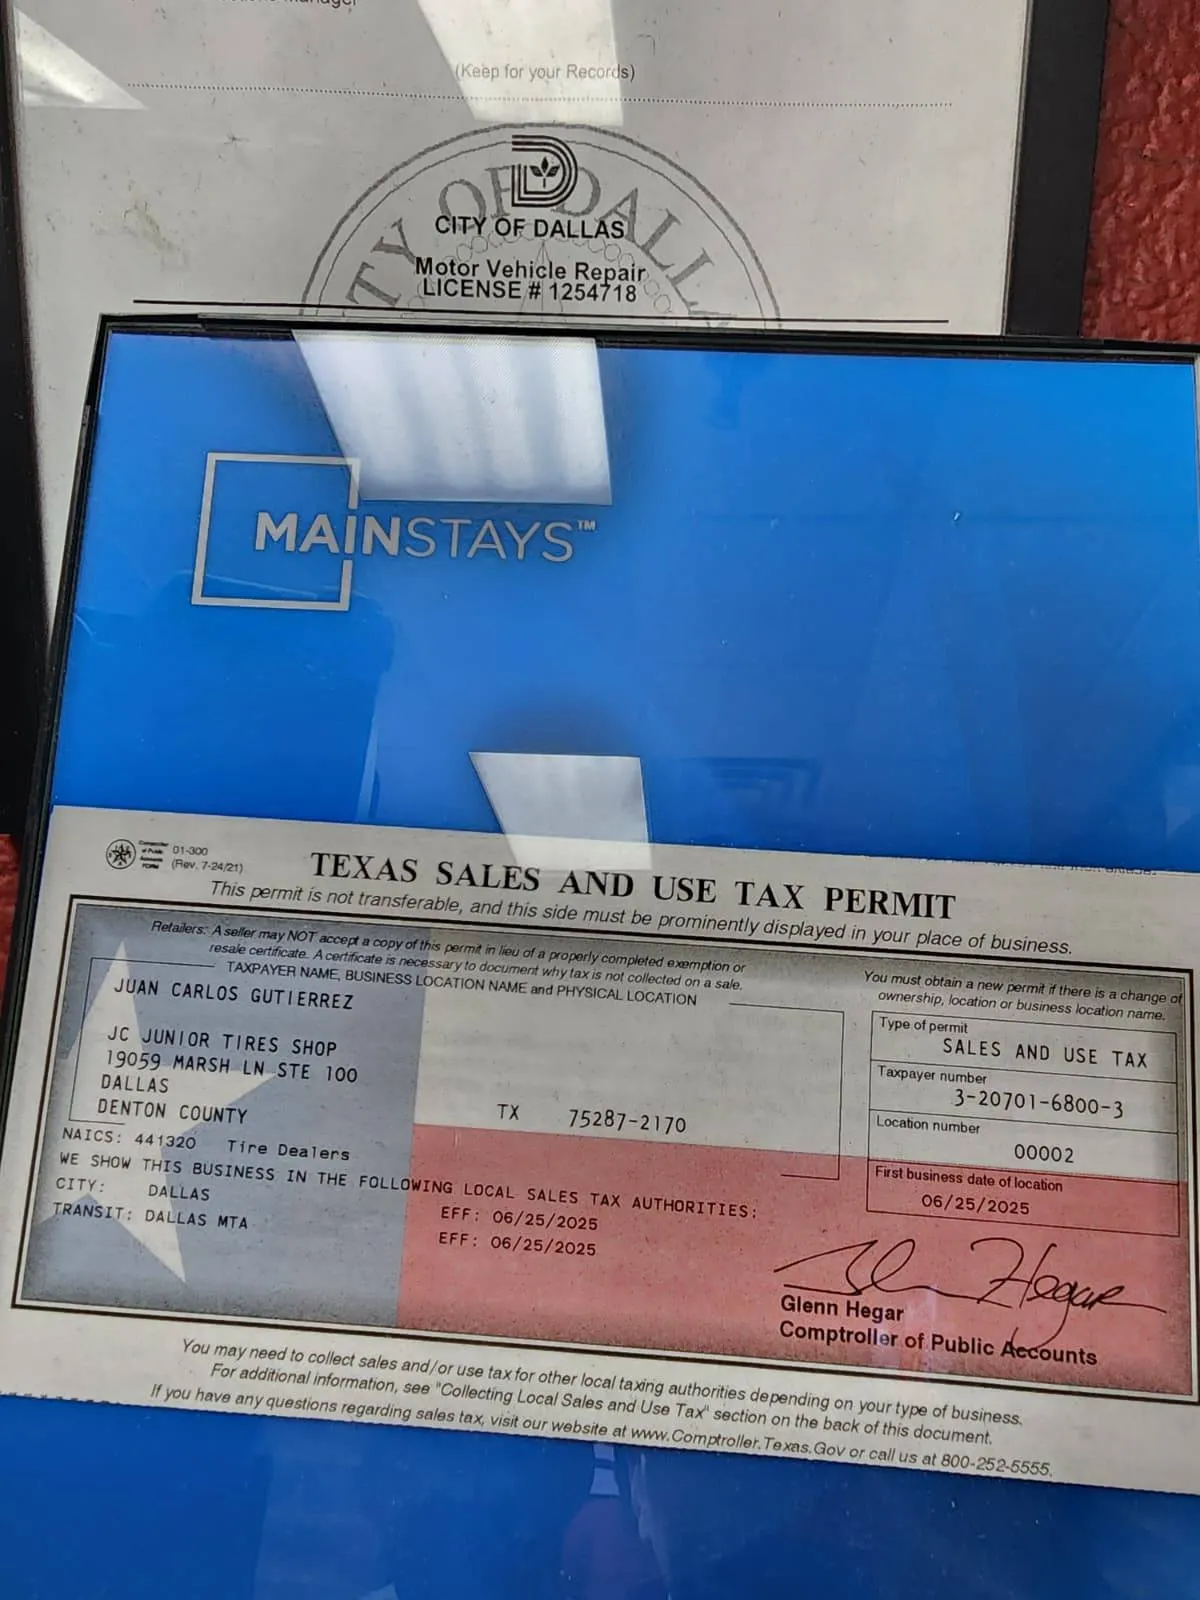 (Keep for your Records)
CITY OF DALLAS
CITY OF DALLAS
Motor Vehicle Repair
LICENSE # 1254718
MAINSTAYS™
01-300
(Rev. 7-24/21)
TEXAS SALES AND USE TAX PERMIT
This permit is not transferable, and this side must be prominently displayed in your place of business.
Retailers: A seller may NOT accept a copy of this permit in lieu of a properly completed exemption or
resale certificate. A certificate is necessary to document why tax is not collected on a sale.
TAXPAYER NAME, BUSINESS LOCATION NAME and PHYSICAL LOCATION
JUAN CARLOS GUTIERREZ
JC JUNIOR TIRES SHOP
19059 MARSH LN STE 100
DALLAS
DENTON COUNTY
TX 75287-2170
NAICS: 441320 Tire Dealers
WE SHOW THIS BUSINESS IN THE FOLLOWING LOCAL SALES TAX AUTHORITIES:
CITY: DALLAS EFF: 06/25/2025
TRANSIT: DALLAS MTA EFF: 06/25/2025
You must obtain a new permit if there is a change of
ownership, location or business location name.
Type of permit
SALES AND USE TAX
Taxpayer number
3-20701-6800-3
Location number
00002
First business date of location
06/25/2025
Glenn Hegar
Glenn Hegar
Comptroller of Public Accounts
You may need to collect sales and/or use tax for other local taxing authorities depending on your type of business.
For additional information, see "Collecting Local Sales and Use Tax" section on the back of this document.
If you have any questions regarding sales tax, visit our website at www.Comptroller.Texas.Gov or call us at 800-252-5555.